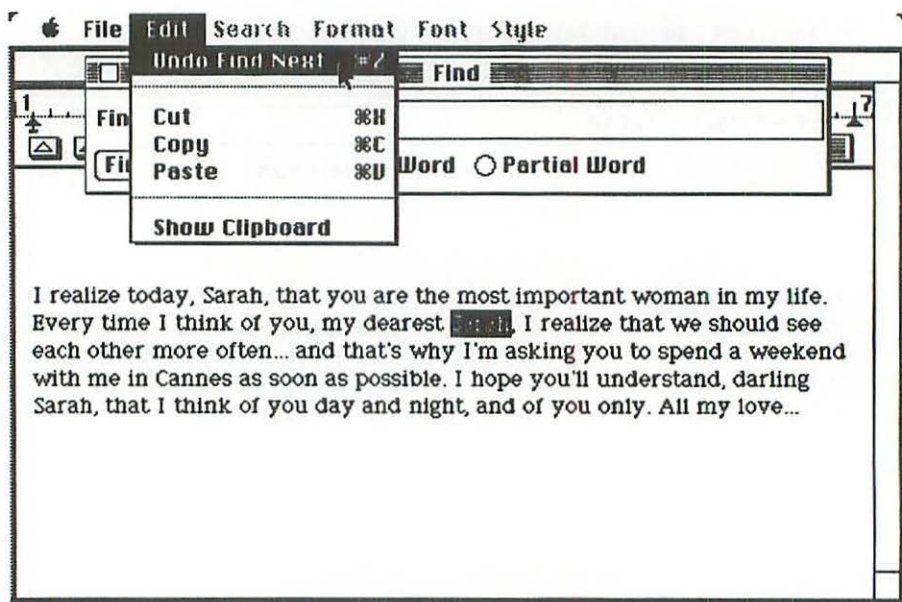 File Edit Search Format Font Style
Undo Find Next ⌘Z
Find
1
7
Fin
Cut ⌘X
Copy ⌘C
Paste ⌘V
Fi
Word Partial Word
Show Clipboard
I realize today, Sarah, that you are the most important woman in my life.
Every time I think of you, my dearest Sarah, I realize that we should see
each other more often... and that's why I'm asking you to spend a weekend
with me in Cannes as soon as possible. I hope you'll understand, darling
Sarah, that I think of you day and night, and of you only. All my love...